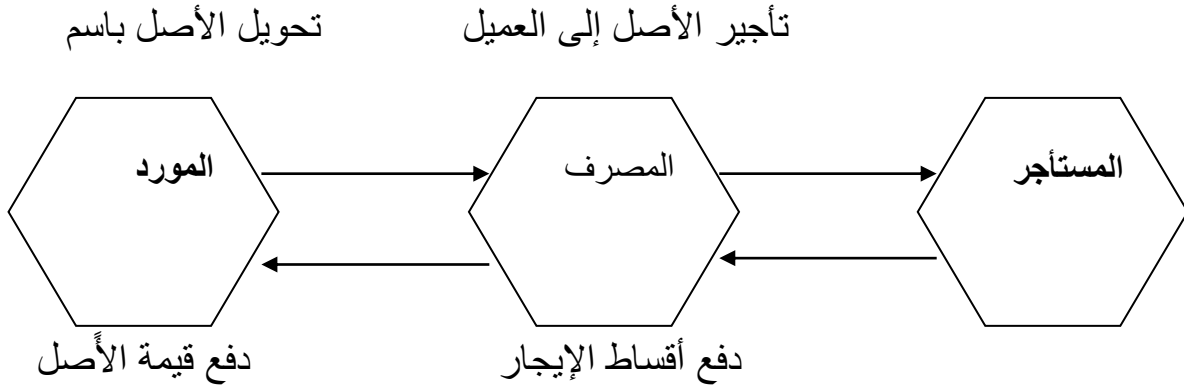 تأجير الأصل إلى العميل
تحويل الأصل باسم
المستأجر
المصرف
المورد
دفع أقساط الإيجار
دفع قيمة الأًصل